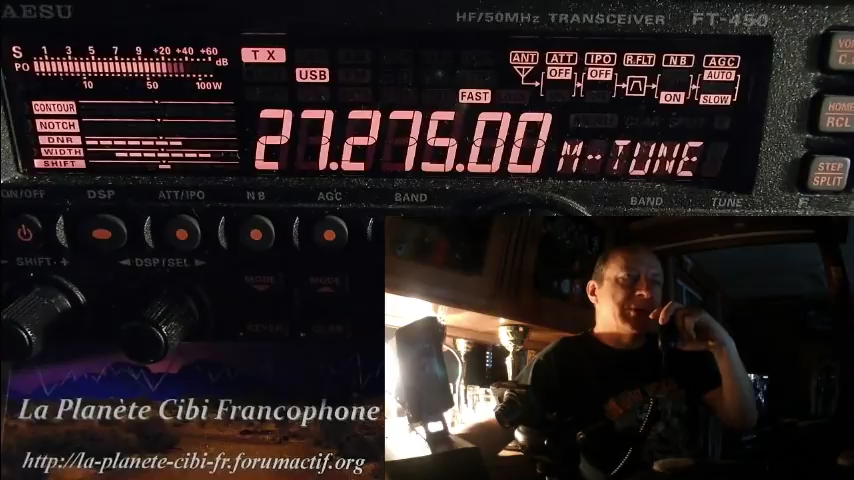 AESU
HF/50MHz TRANSCEIVER FT-450
S 1 3 5 7 9 +20 +40 +60 dB
PO
10 50 100W
TX
USB
FAST
ANT ATT IPO R.FLT NB AGC
OFF OFF AUTO
ON SLOW
CONTOUR
NOTCH
DNR
WIDTH
SHIFT
27.275.00 M-TUNE
HOME
RCL
STEP
SPLIT
ON/OFF DSP ATT/IPO NB AGC BAND BAND TUNE F
- SHIFT + ◄DSP/SEL►
MODE MODE
La Planète Cibi Francophone
http://la-planete-cibi-fr.forumactif.org